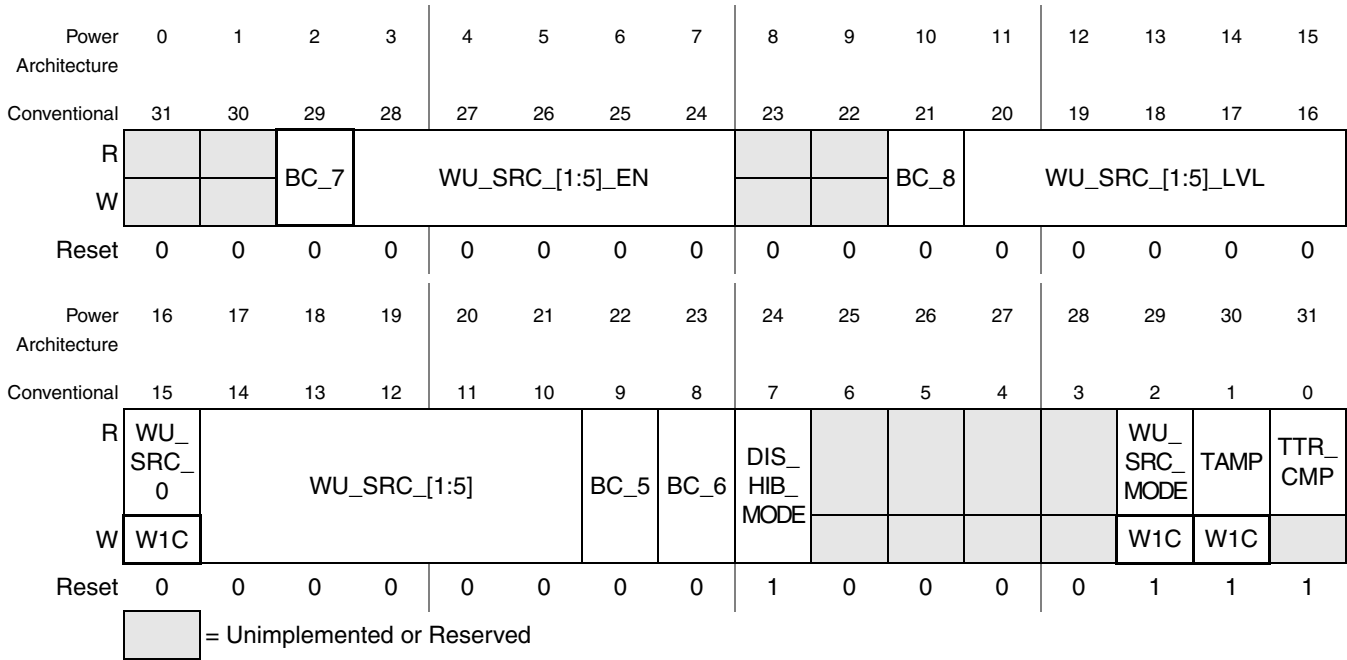 Power Architecture 0 1 2 3 4 5 6 7 8 9 10 11 12 13 14 15
Conventional 31 30 29 28 27 26 25 24 23 22 21 20 19 18 17 16
R BC_7 WU_SRC_[1:5]_EN BC_8 WU_SRC_[1:5]_LVL
W
Reset 0 0 0 0 0 0 0 0 0 0 0 0 0 0 0 0
Power Architecture 16 17 18 19 20 21 22 23 24 25 26 27 28 29 30 31
Conventional 15 14 13 12 11 10 9 8 7 6 5 4 3 2 1 0
R WU_SRC_0 WU_SRC_[1:5] BC_5 BC_6 DIS_HIB_MODE WU_SRC_MODE TAMP TTR_CMP
W W1C W1C W1C
Reset 0 0 0 0 0 0 0 0 1 0 0 0 0 1 1 1
= Unimplemented or Reserved